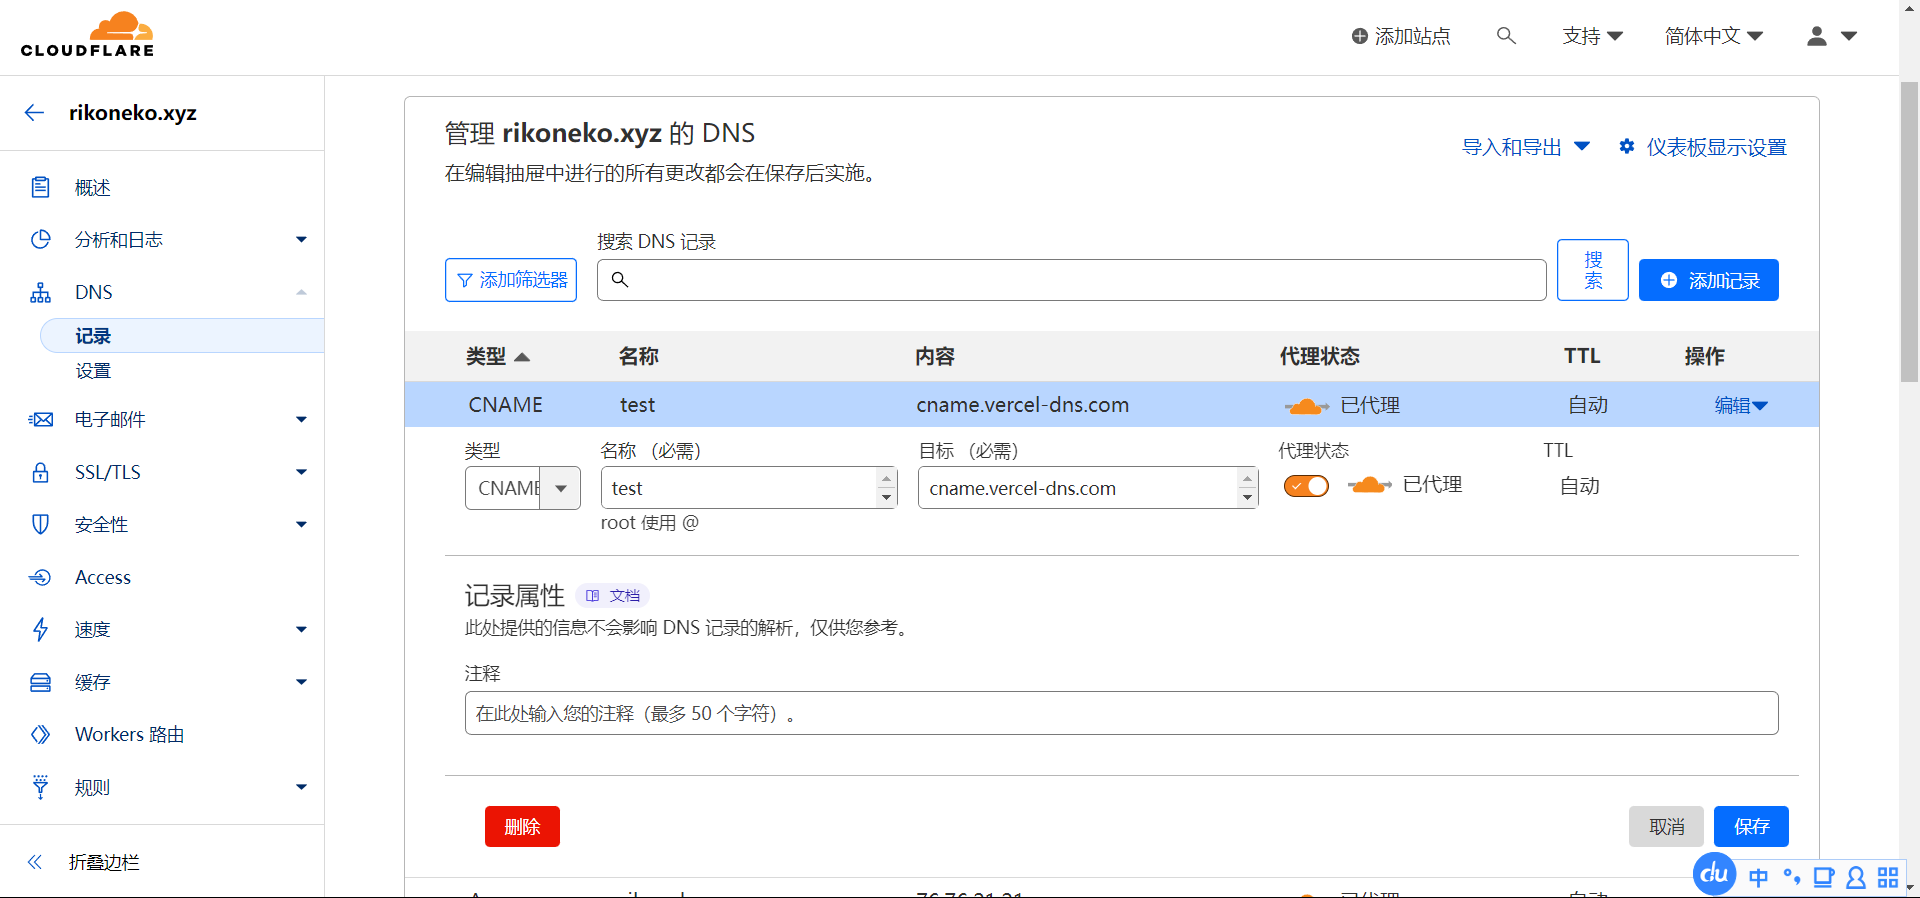 CLOUDFLARE
添加站点
支持
简体中文
rikoneko.xyz
概述
分析和日志
DNS
记录
设置
电子邮件
SSL/TLS
安全性
Access
速度
缓存
Workers 路由
规则
折叠边栏
管理 rikoneko.xyz 的 DNS
在编辑抽屉中进行的所有更改都会在保存后实施。
导入和导出
仪表板显示设置
添加筛选器
搜索 DNS 记录
搜
索
添加记录
类型 名称 内容 代理状态 TTL 操作
CNAME test cname.vercel-dns.com 已代理 自动 编辑
类型 名称 （必需） 目标 （必需） 代理状态 TTL
CNAME test cname.vercel-dns.com 已代理 自动
root 使用 @
记录属性 文档
此处提供的信息不会影响 DNS 记录的解析，仅供您参考。
注释
在此处输入您的注释（最多 50 个字符）。
删除 取消 保存
du 中